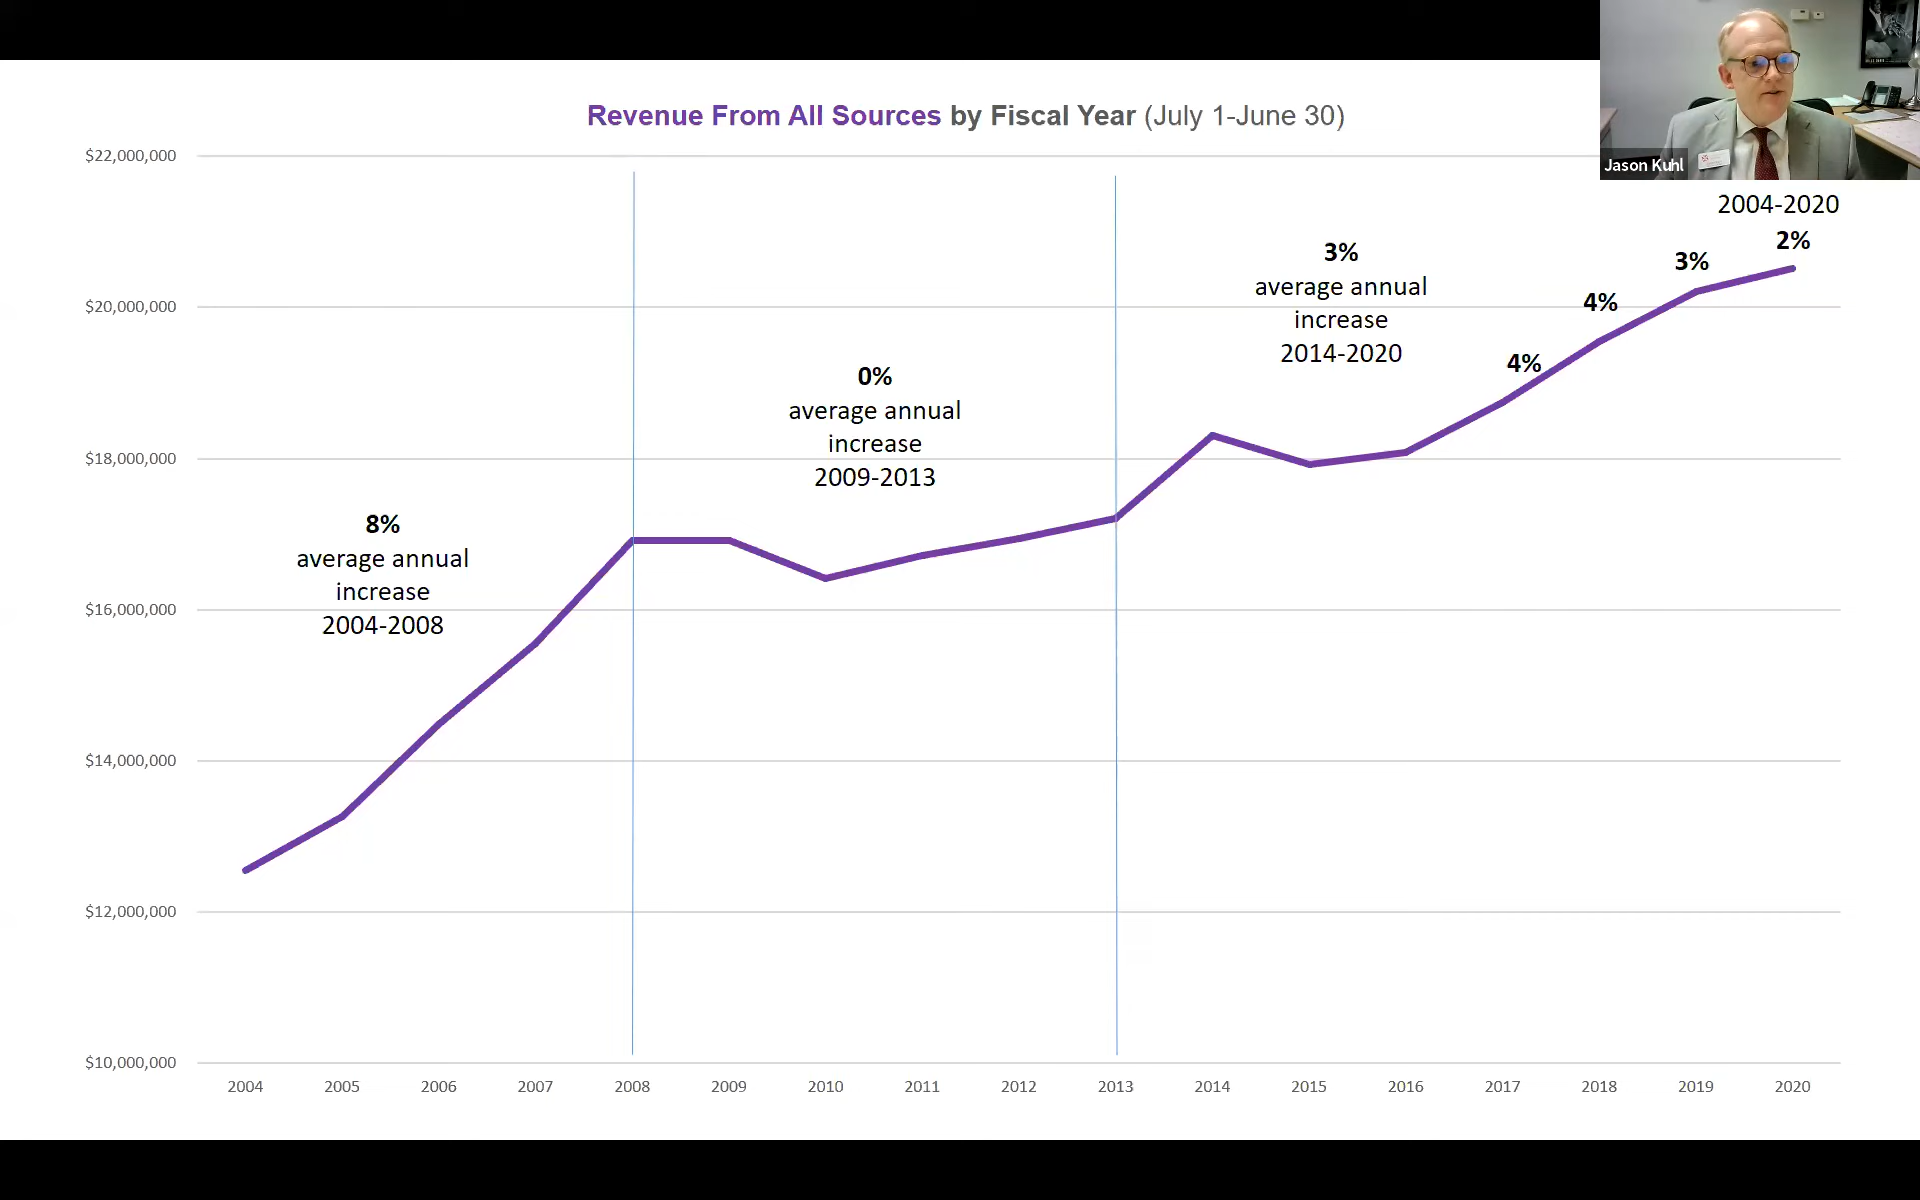 Revenue From All Sources by Fiscal Year (July 1-June 30)
Jason Kuhl
$22,000,000
$20,000,000
$18,000,000
$16,000,000
$14,000,000
$12,000,000
$10,000,000
8%
average annual
increase
2004-2008
0%
average annual
increase
2009-2013
3%
average annual
increase
2014-2020
4%
4%
3%
2004-2020
2%
2004 2005 2006 2007 2008 2009 2010 2011 2012 2013 2014 2015 2016 2017 2018 2019 2020